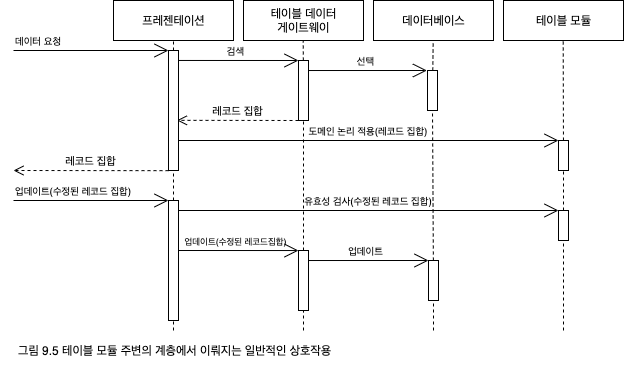 프레젠테이션
테이블 데이터
게이트웨이
데이터베이스
테이블 모듈
데이터 요청
검색
선택
레코드 집합
도메인 논리 적용(레코드 집합)
레코드 집합
업데이트(수정된 레코드 집합)
유효성 검사(수정된 레코드 집합)
업데이트(수정된 레코드집합)
업데이트
그림 9.5 테이블 모듈 주변의 계층에서 이뤄지는 일반적인 상호작용